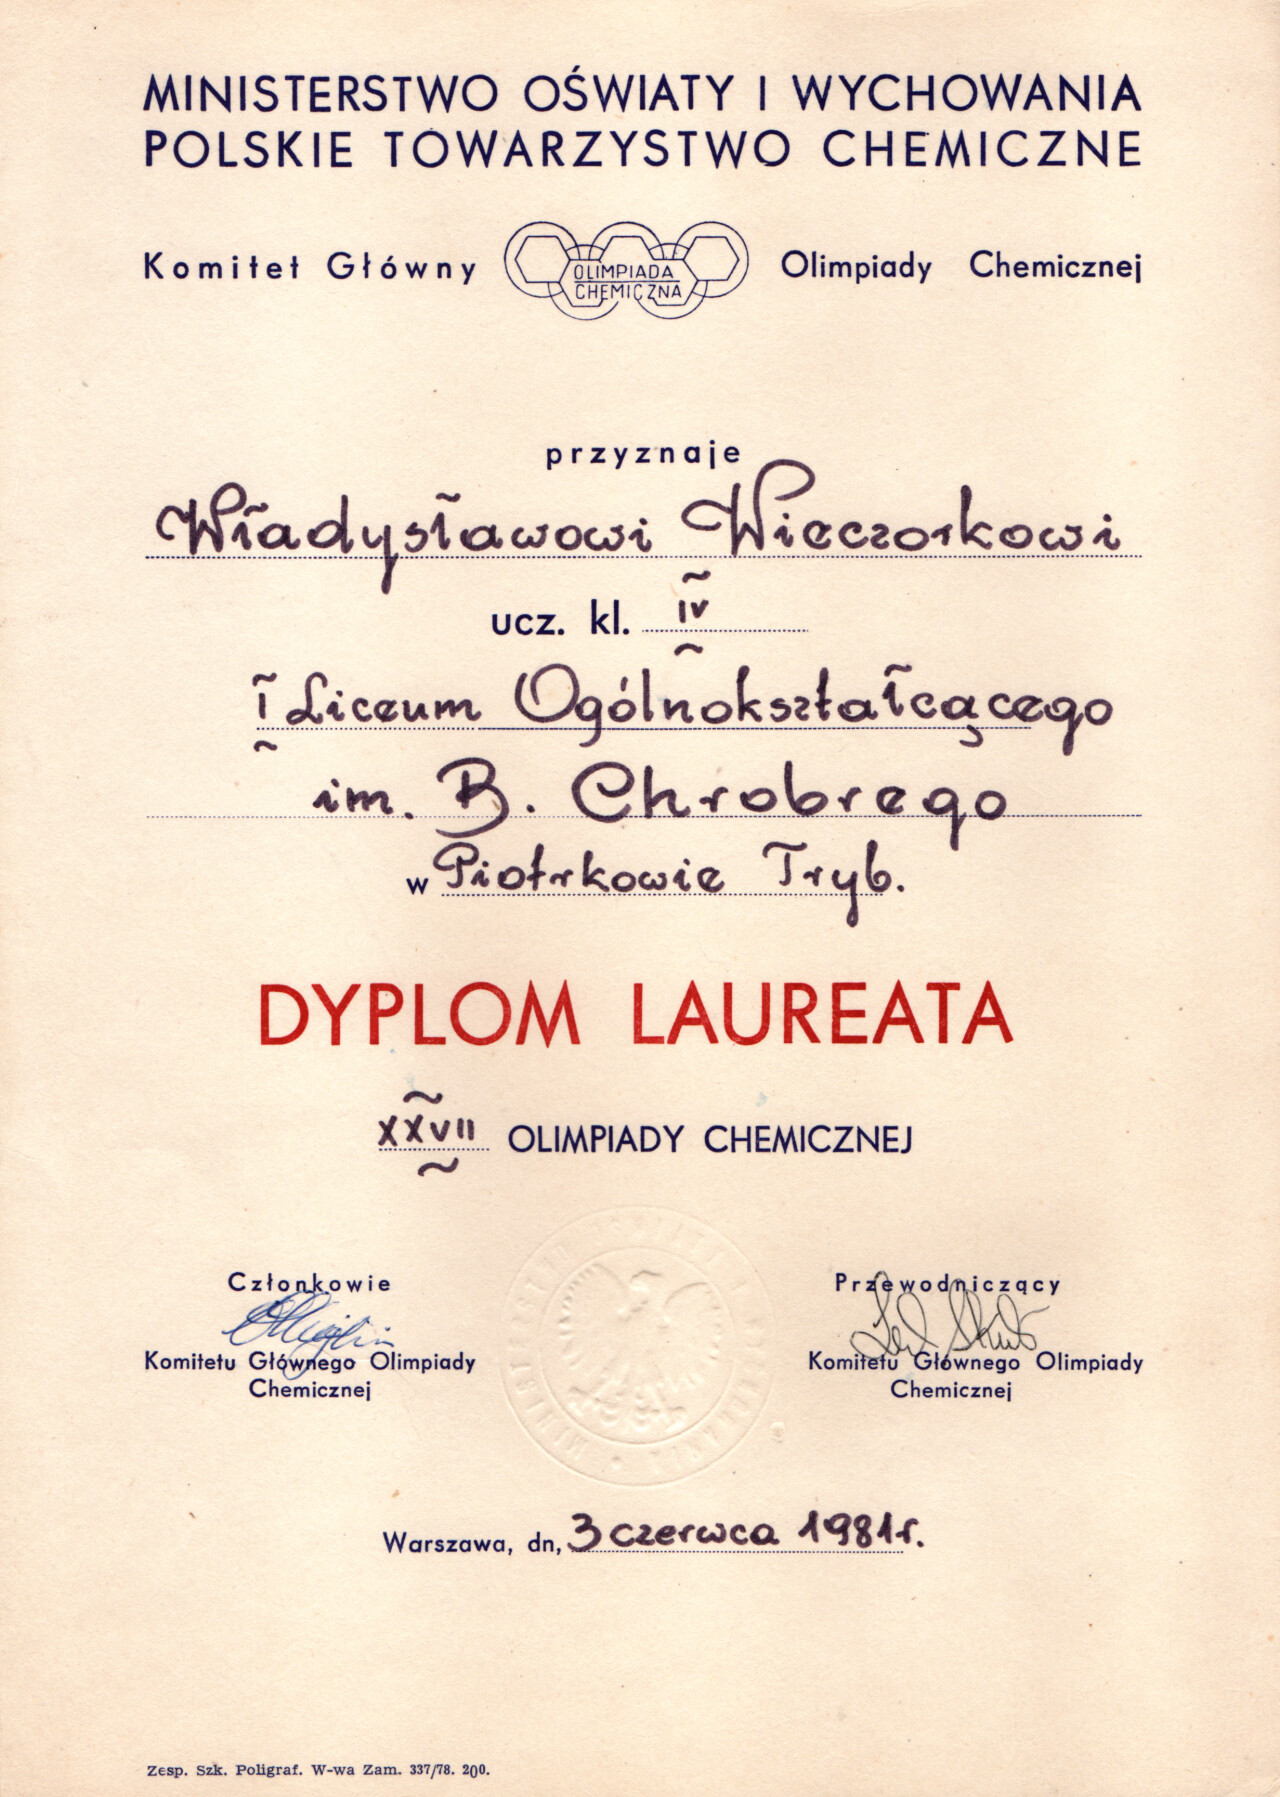 MINISTERSTWO OŚWIATY I WYCHOWANIA
POLSKIE TOWARZYSTWO CHEMICZNE
Komitet Główny
OLIMPIADA
CHEMICZNA
Olimpiady Chemicznej
przyznaje
Władysławowi Wieczorkowi
ucz. kl. IV
I Liceum Ogólnokształcącego
im. B. Chrobrego
w Piotrkowie Tryb.
DYPLOM LAUREATA
XXVII OLIMPIADY CHEMICZNEJ
Członkowie
Komitetu Głównego Olimpiady
Chemicznej
Przewodniczący
Komitetu Głównego Olimpiady
Chemicznej
Warszawa, dn, 3 czerwca 1981r.
Zesp. Szk. Poligraf. W-wa Zam. 337/78. 200.